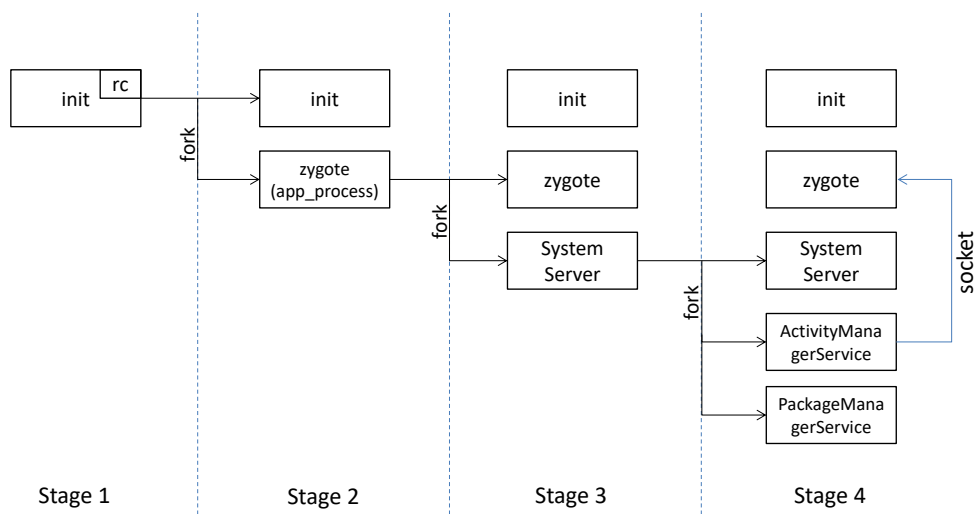 rc
init
init
init
init
fork
zygote
(app_process)
zygote
zygote
fork
System
Server
System
Server
fork
socket
ActivityMana
gerService
PackageMana
gerService
Stage 1
Stage 2
Stage 3
Stage 4